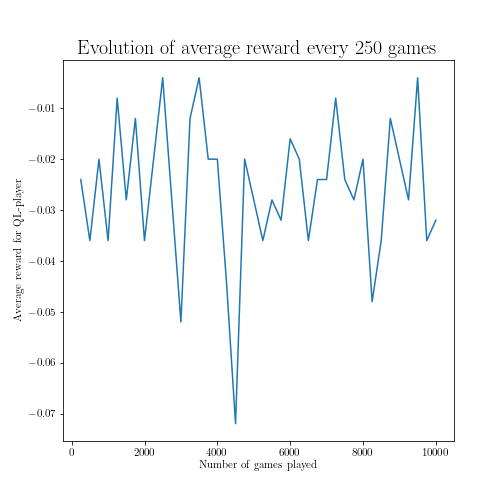 Evolution of average reward every 250 games
Average reward for QL-player
−0.01
−0.02
−0.03
−0.04
−0.05
−0.06
−0.07
0 2000 4000 6000 8000 10000
Number of games played